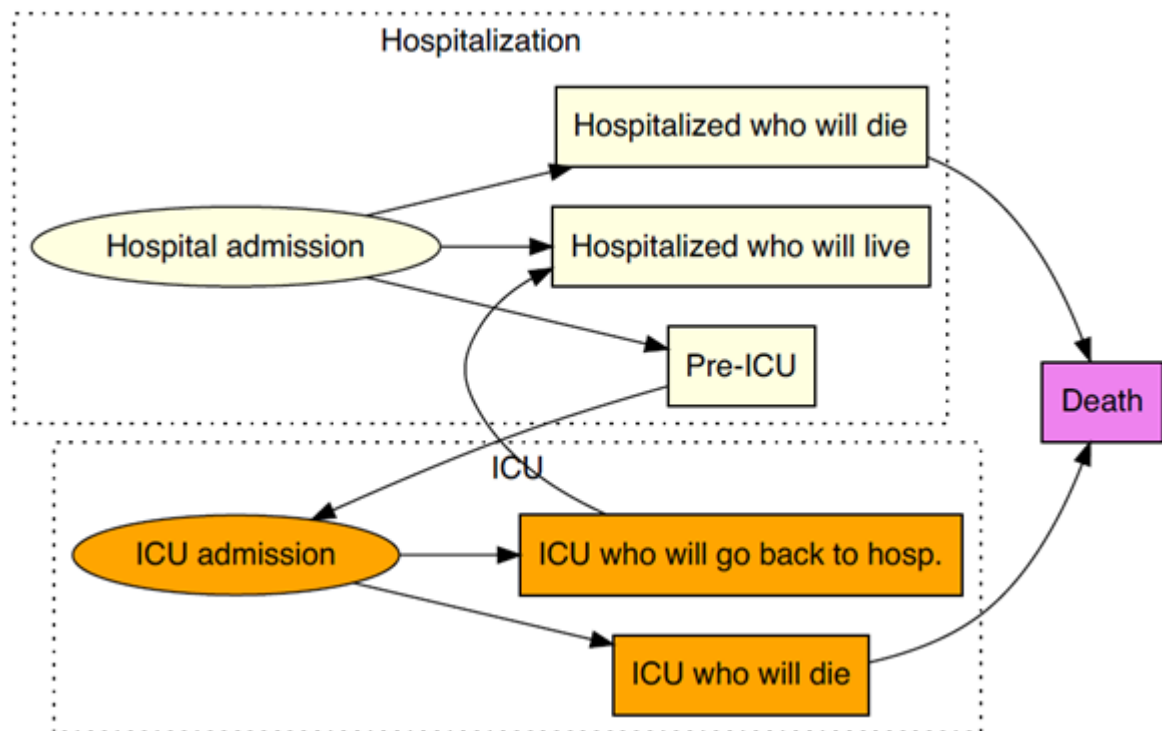 Hospitalization
Hospitalized who will die
Hospital admission
Hospitalized who will live
Pre-ICU
Death
ICU
ICU admission
ICU who will go back to hosp.
ICU who will die